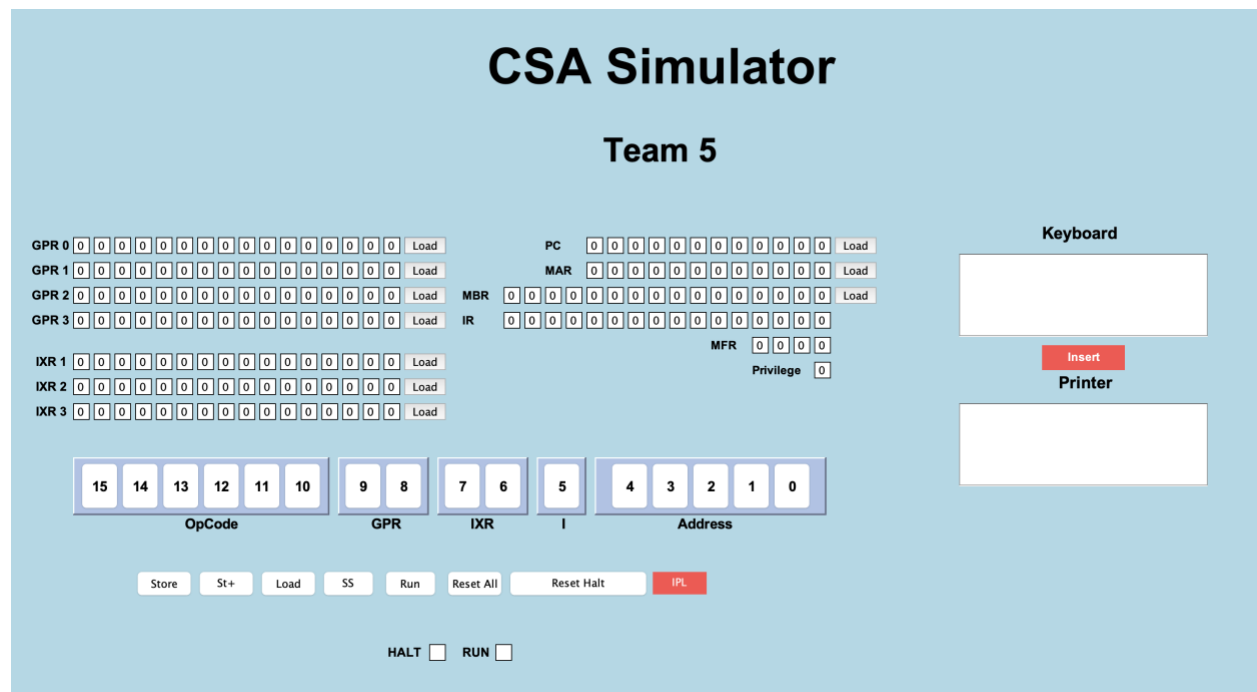 CSA Simulator
Team 5
GPR 0 0 0 0 0 0 0 0 0 0 0 0 0 0 0 0 0 Load
GPR 1 0 0 0 0 0 0 0 0 0 0 0 0 0 0 0 0 Load
GPR 2 0 0 0 0 0 0 0 0 0 0 0 0 0 0 0 0 Load
GPR 3 0 0 0 0 0 0 0 0 0 0 0 0 0 0 0 0 Load
IXR 1 0 0 0 0 0 0 0 0 0 0 0 0 0 0 0 0 Load
IXR 2 0 0 0 0 0 0 0 0 0 0 0 0 0 0 0 0 Load
IXR 3 0 0 0 0 0 0 0 0 0 0 0 0 0 0 0 0 Load
PC 0 0 0 0 0 0 0 0 0 0 0 0 Load
MAR 0 0 0 0 0 0 0 0 0 0 0 0 Load
MBR 0 0 0 0 0 0 0 0 0 0 0 0 0 0 0 0 Load
IR 0 0 0 0 0 0 0 0 0 0 0 0 0 0 0 0
MFR 0 0 0 0
Privilege 0
Keyboard
Insert
Printer
15 14 13 12 11 10 9 8 7 6 5 4 3 2 1 0
OpCode GPR IXR I Address
Store St+ Load SS Run Reset All Reset Halt IPL
HALT RUN